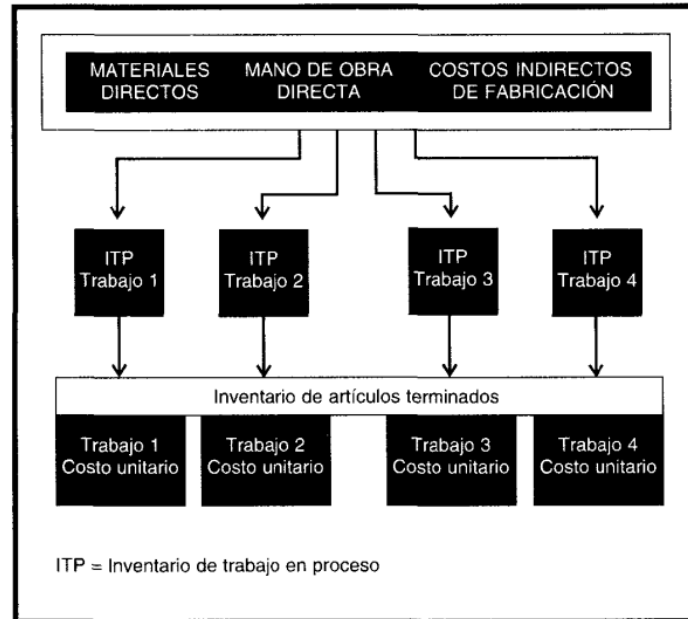 MATERIALES DIRECTOS
MANO DE OBRA DIRECTA
COSTOS INDIRECTOS DE FABRICACIÓN
ITP
Trabajo 1
ITP
Trabajo 2
ITP
Trabajo 3
ITP
Trabajo 4
Inventario de artículos terminados
Trabajo 1
Costo unitario
Trabajo 2
Costo unitario
Trabajo 3
Costo unitario
Trabajo 4
Costo unitario
ITP = Inventario de trabajo en proceso